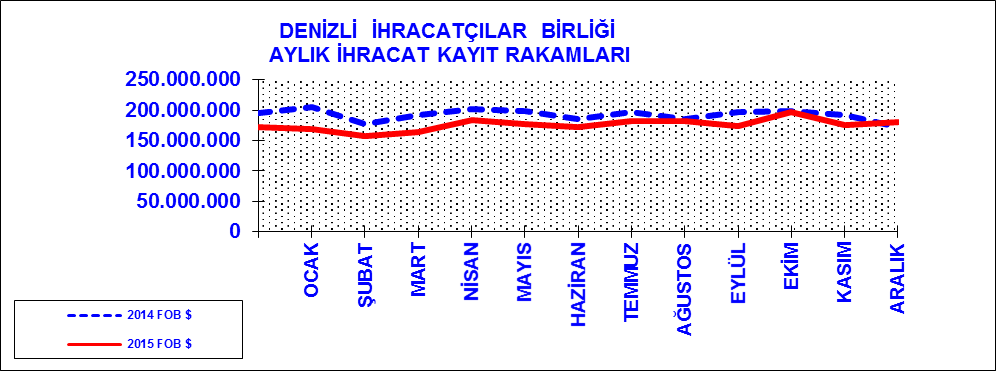 DENİZLİ İHRACATÇILAR BİRLİĞİ
AYLIK İHRACAT KAYIT RAKAMLARI
250.000.000
200.000.000
150.000.000
100.000.000
50.000.000
0
OCAK
ŞUBAT
MART
NİSAN
MAYIS
HAZİRAN
TEMMUZ
AĞUSTOS
EYLÜL
EKİM
KASIM
ARALIK
2014 FOB $
2015 FOB $